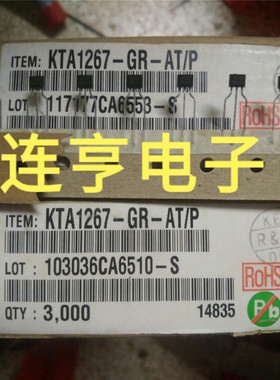 ITEM: KTA1267-GR-AT/P
LOT : 117177CA6553-S
RoHS
连亨电子
ITEM: KTA1267-GR-AT/P
LOT : 103036CA6510-S
RoHS
QTY : 3,000
14835
Pb